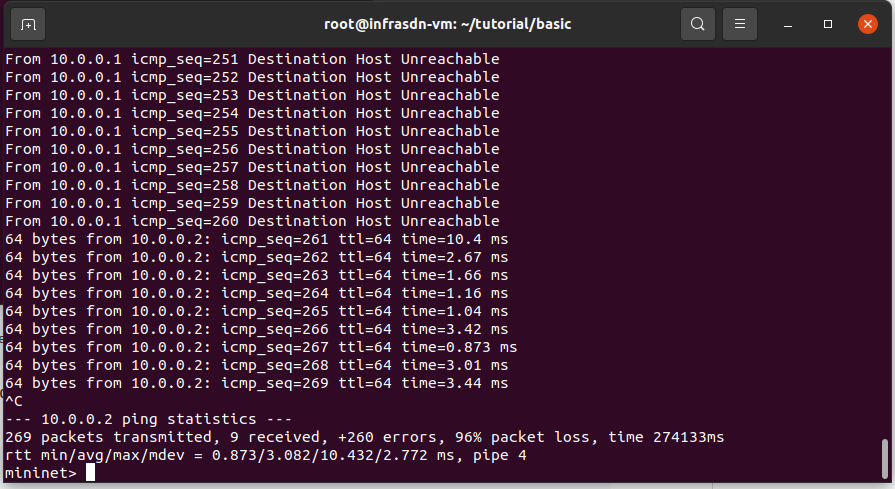 root@infrasdn-vm: ~/tutorial/basic
From 10.0.0.1 icmp_seq=251 Destination Host Unreachable
From 10.0.0.1 icmp_seq=252 Destination Host Unreachable
From 10.0.0.1 icmp_seq=253 Destination Host Unreachable
From 10.0.0.1 icmp_seq=254 Destination Host Unreachable
From 10.0.0.1 icmp_seq=255 Destination Host Unreachable
From 10.0.0.1 icmp_seq=256 Destination Host Unreachable
From 10.0.0.1 icmp_seq=257 Destination Host Unreachable
From 10.0.0.1 icmp_seq=258 Destination Host Unreachable
From 10.0.0.1 icmp_seq=259 Destination Host Unreachable
From 10.0.0.1 icmp_seq=260 Destination Host Unreachable
64 bytes from 10.0.0.2: icmp_seq=261 ttl=64 time=10.4 ms
64 bytes from 10.0.0.2: icmp_seq=262 ttl=64 time=2.67 ms
64 bytes from 10.0.0.2: icmp_seq=263 ttl=64 time=1.66 ms
64 bytes from 10.0.0.2: icmp_seq=264 ttl=64 time=1.16 ms
64 bytes from 10.0.0.2: icmp_seq=265 ttl=64 time=1.04 ms
64 bytes from 10.0.0.2: icmp_seq=266 ttl=64 time=3.42 ms
64 bytes from 10.0.0.2: icmp_seq=267 ttl=64 time=0.873 ms
64 bytes from 10.0.0.2: icmp_seq=268 ttl=64 time=3.01 ms
64 bytes from 10.0.0.2: icmp_seq=269 ttl=64 time=3.44 ms
^C
--- 10.0.0.2 ping statistics ---
269 packets transmitted, 9 received, +260 errors, 96% packet loss, time 274133ms
rtt min/avg/max/mdev = 0.873/3.082/10.432/2.772 ms, pipe 4
mininet>